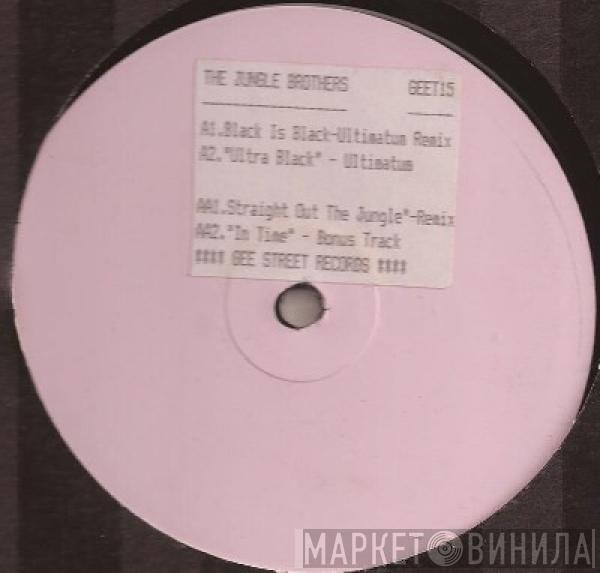 THE JUNGLE BROTHERS GEET15
A1.Black Is Black-Ultimatum Remix
A2."Ultra Black" - Ultimatum
AA1.Straight Out The Jungle"-Remix
AA2."In Time" - Bonus Track
**** GEE STREET RECORDS ****
МАРКЕТ ВИНИЛА